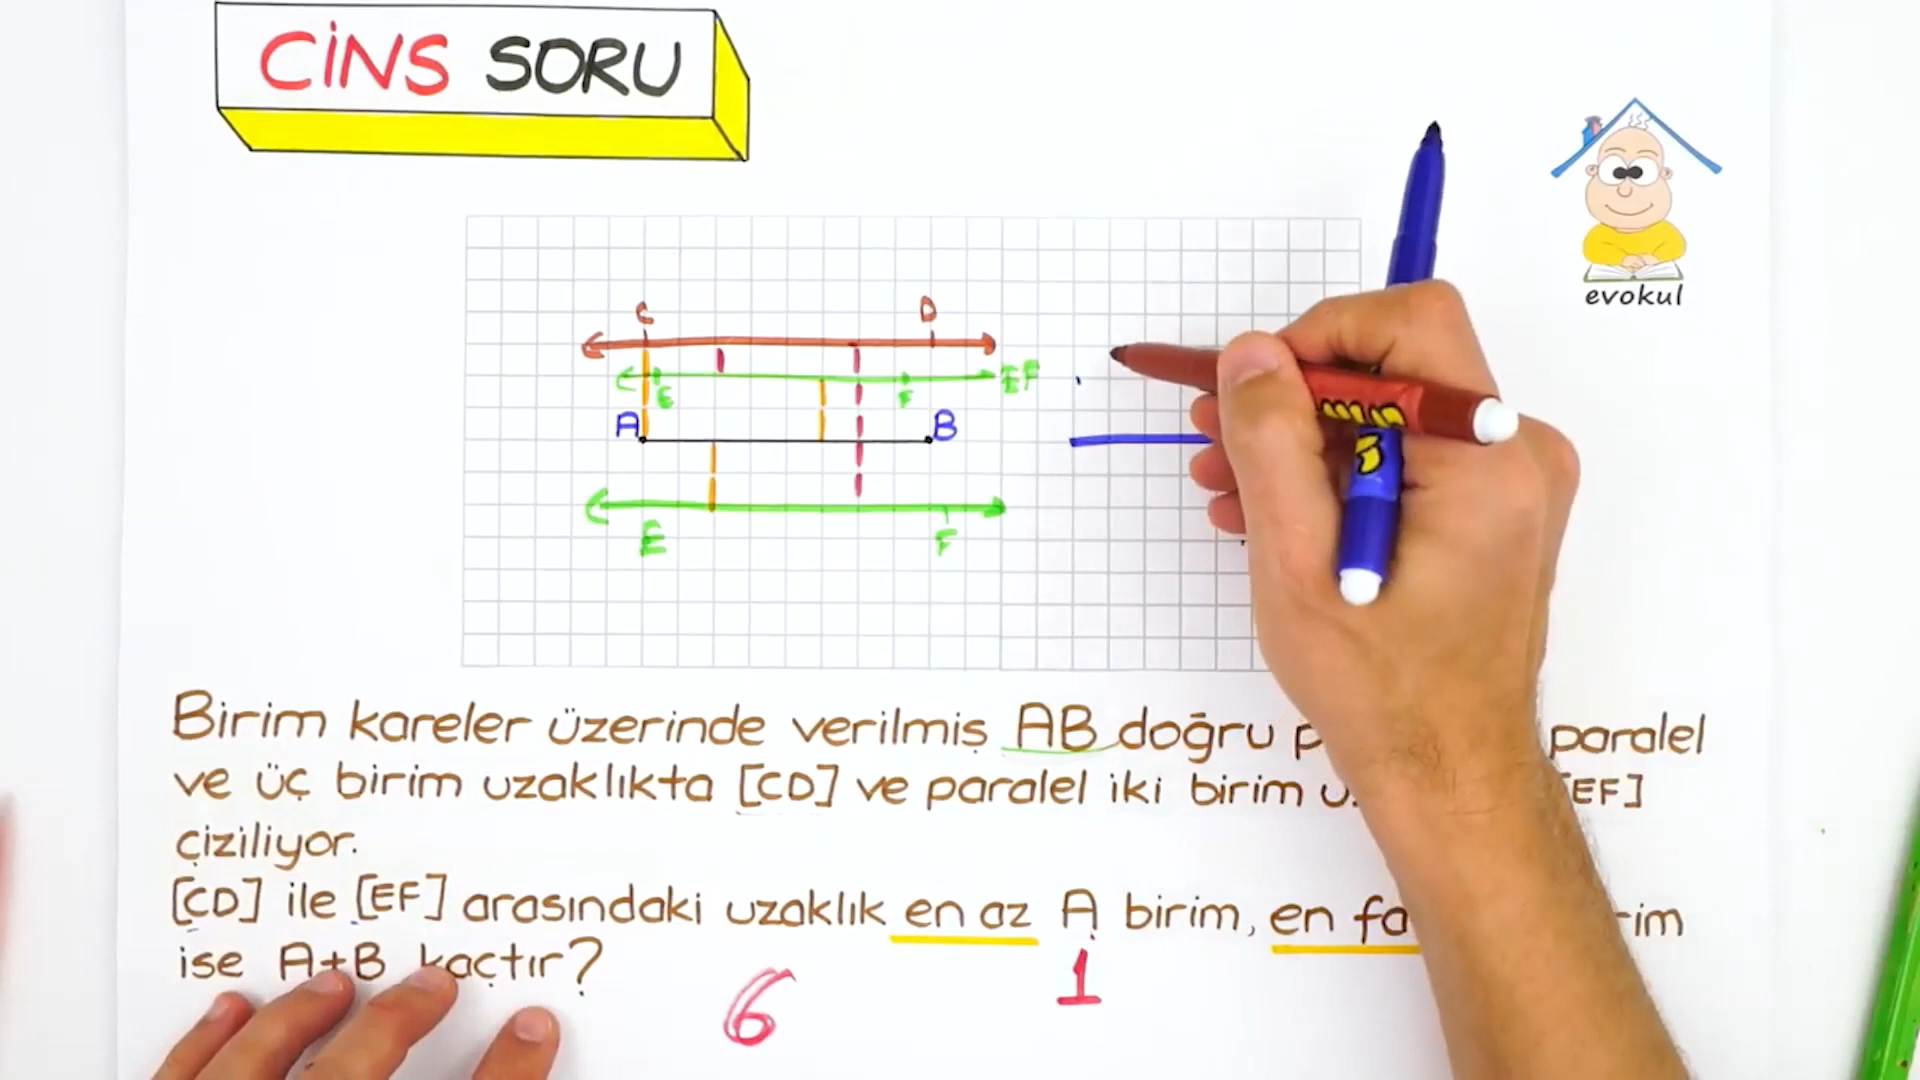 CİNS SORU
evokul
C D
E F EF
A B
E F
Birim kareler üzerinde verilmiş AB doğru paralel
ve üç birim uzaklıkta [CD] ve paralel iki birim [EF]
çiziliyor.
[CD] ile [EF] arasındaki uzaklık en az A birim, en
ise A+B kaçtır?
6 1